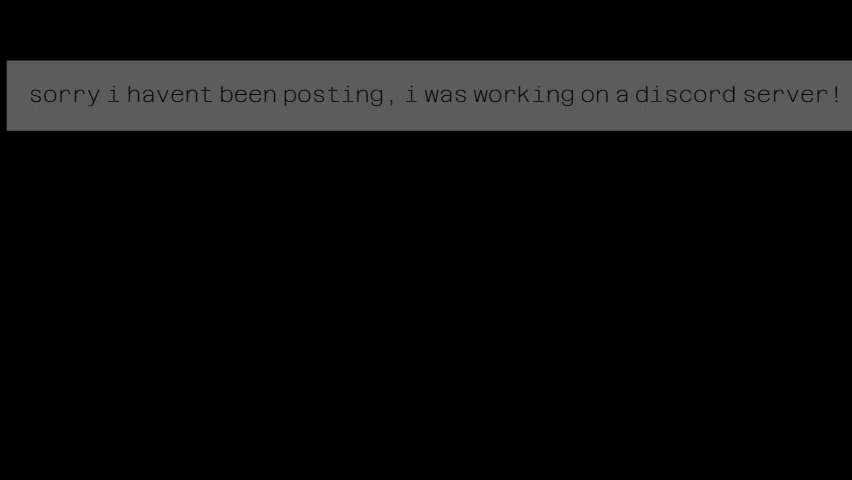 sorry i havent been posting, i was working on a discord server!